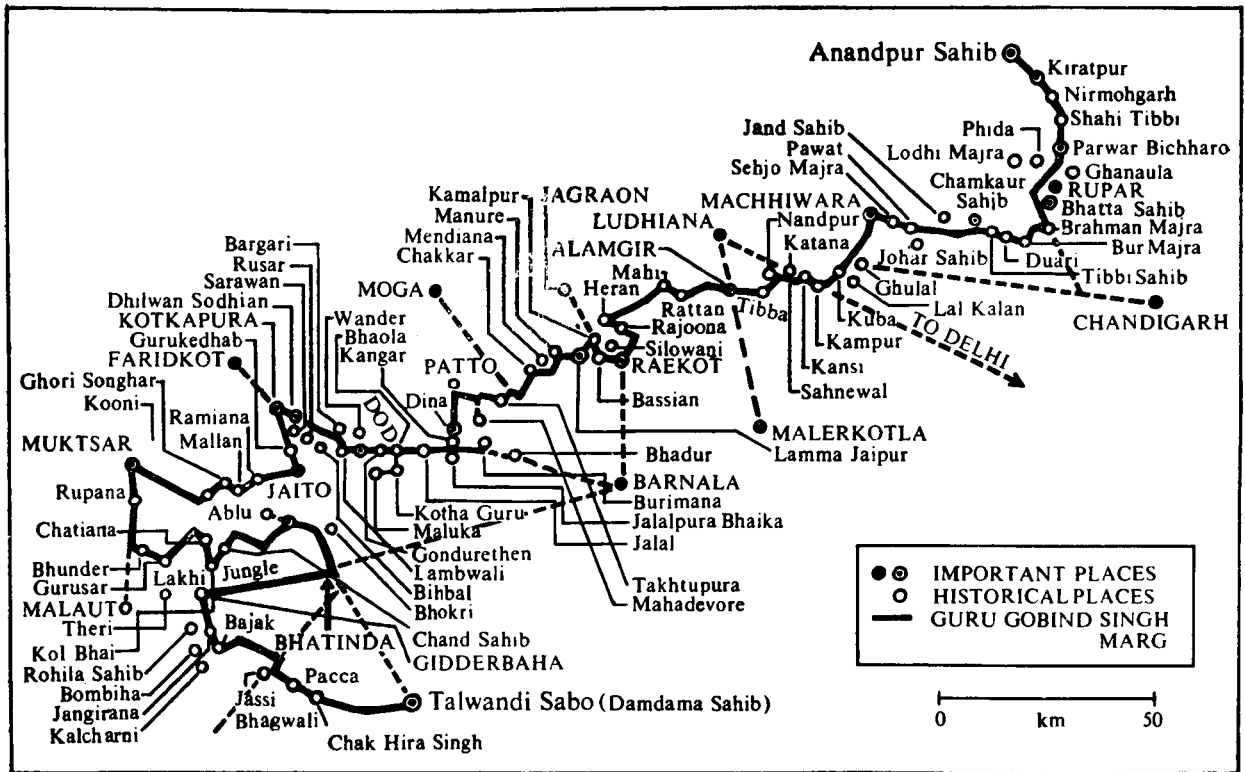 Anandpur Sahib
Kiratpur
Nirmohgarh
Shahi Tibbi
Phida
Parwar Bichharo
Lodhi Majra
Ghanaula
RUPAR
Chamkaur
Sahib
Bhatta Sahib
Brahman Majra
Bur Majra
Duari
Tibbi Sahib
Jand Sahib
Pawat
Sehjo Majra
Johar Sahib
MACHHIWARA
Ghulal
Lal Kalan
CHANDIGARH
Kuba
TO DELHI
Kampur
Kansi
Sahnewal
Nandpur
Katana
LUDHIANA
ALAMGIR
Tibba
MALERKOTLA
Mahi
Rattan
Heran
Rajoona
Silowani
RAEKOT
JAGRAON
Kamalpur
Manure
Mendiana
Chakkar
Bassian
Lamma Jaipur
MOGA
PATTO
Dina
Bhadur
BARNALA
Burimana
Jalalpura Bhaika
Jalal
Takhtupura
Mahadevore
Wander
Bhaola
Kangar
DOD
Kotha Guru
Maluka
Gondurethen
Lambwali
Bihbal
Bhokri
Bargari
Rusar
Sarawan
Dhilwan Sodhian
KOTKAPURA
Gurukedhab
FARIDKOT
Ghori Songhar
Kooni
Ramiana
Mallan
JAITO
MUKTSAR
Rupana
Ablu
Chatiana
Bhunder
Gurusar
Lakhi
Jungle
MALAUT
Theri
Kol Bhai
Bajak
BHATINDA
Chand Sahib
GIDDERBAHA
Rohila Sahib
Bombiha
Jangirana
Kalcharni
Jassi
Bhagwali
Pacca
Chak Hira Singh
Talwandi Sabo (Damdama Sahib)
IMPORTANT PLACES
HISTORICAL PLACES
GURU GOBIND SINGH
MARG
0 50
km